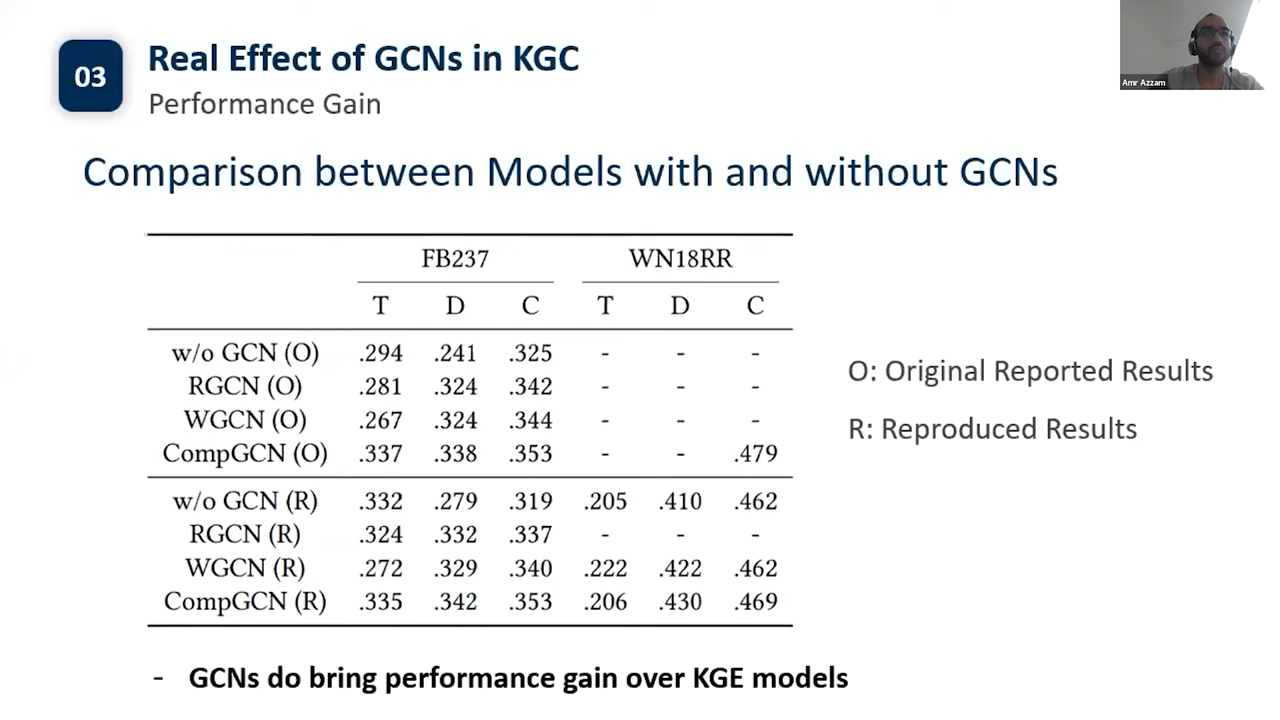 03
Real Effect of GCNs in KGC
Performance Gain
Amr Azzam
Comparison between Models with and without GCNs
FB237 WN18RR
T D C T D C
w/o GCN (O) .294 .241 .325 - - -
RGCN (O) .281 .324 .342 - - -
WGCN (O) .267 .324 .344 - - -
CompGCN (O) .337 .338 .353 - - .479
w/o GCN (R) .332 .279 .319 .205 .410 .462
RGCN (R) .324 .332 .337 - - -
WGCN (R) .272 .329 .340 .222 .422 .462
CompGCN (R) .335 .342 .353 .206 .430 .469
O: Original Reported Results
R: Reproduced Results
- GCNs do bring performance gain over KGE models